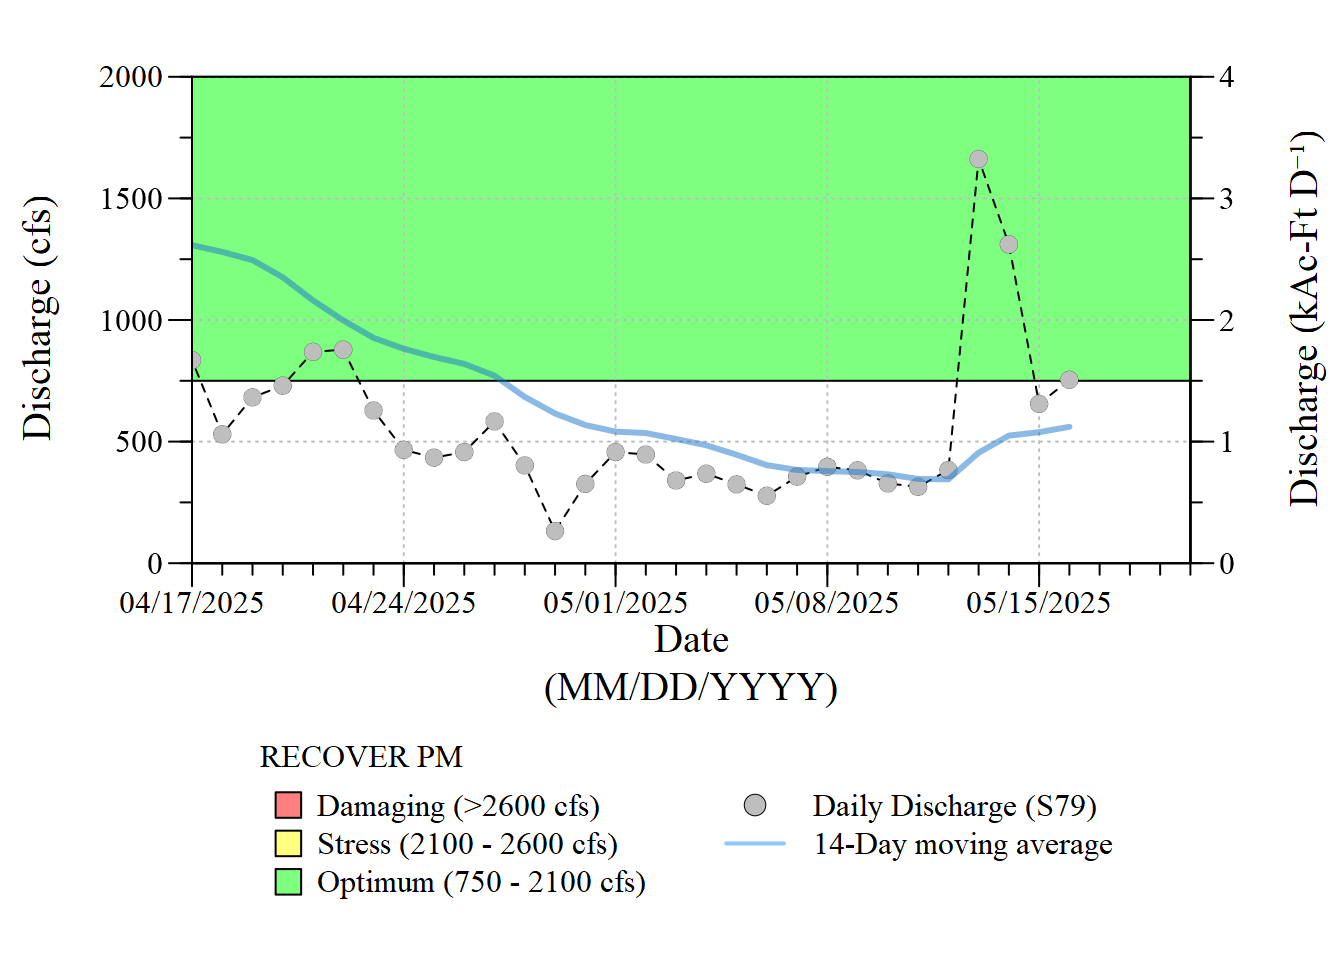 2000
1500
1000
500
0
Discharge (cfs)
4
3
2
1
0
Discharge (kAc-Ft D⁻¹)
04/17/2025 04/24/2025 05/01/2025 05/08/2025 05/15/2025
Date
(MM/DD/YYYY)
RECOVER PM
Damaging (>2600 cfs)
Stress (2100 - 2600 cfs)
Optimum (750 - 2100 cfs)
Daily Discharge (S79)
14-Day moving average